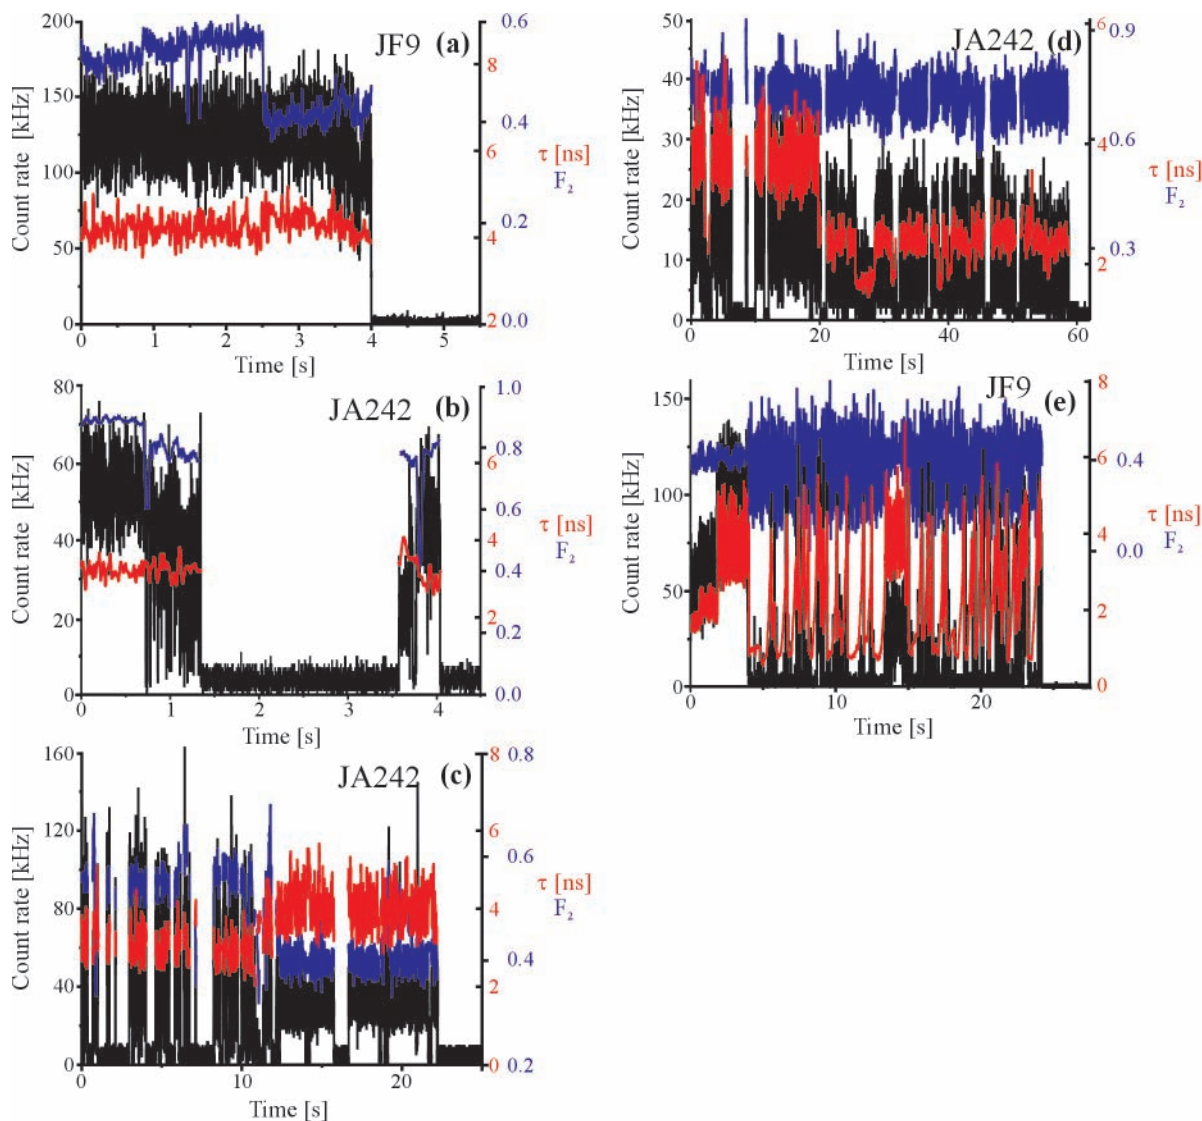 JF9 (a)
200
150
100
50
0
Count rate [kHz]
0 1 2 3 4 5
Time [s]
8
6
4
2
0.6
0.4
0.2
0.0
τ [ns]
F₂
JA242 (d)
50
40
30
20
10
0
Count rate [kHz]
0 20 40 60
Time [s]
6
4
2
0.9
0.6
0.3
τ [ns]
F₂
JA242 (b)
80
60
40
20
0
Count rate [kHz]
0 1 2 3 4
Time [s]
6
4
2
1.0
0.8
0.6
0.4
0.2
0.0
τ [ns]
F₂
JF9 (e)
150
100
50
0
Count rate [kHz]
0 10 20
Time [s]
8
6
4
2
0
0.4
0.0
τ [ns]
F₂
JA242 (c)
160
120
80
40
0
Count rate [kHz]
0 10 20
Time [s]
8
6
4
2
0
0.8
0.6
0.4
0.2
τ [ns]
F₂